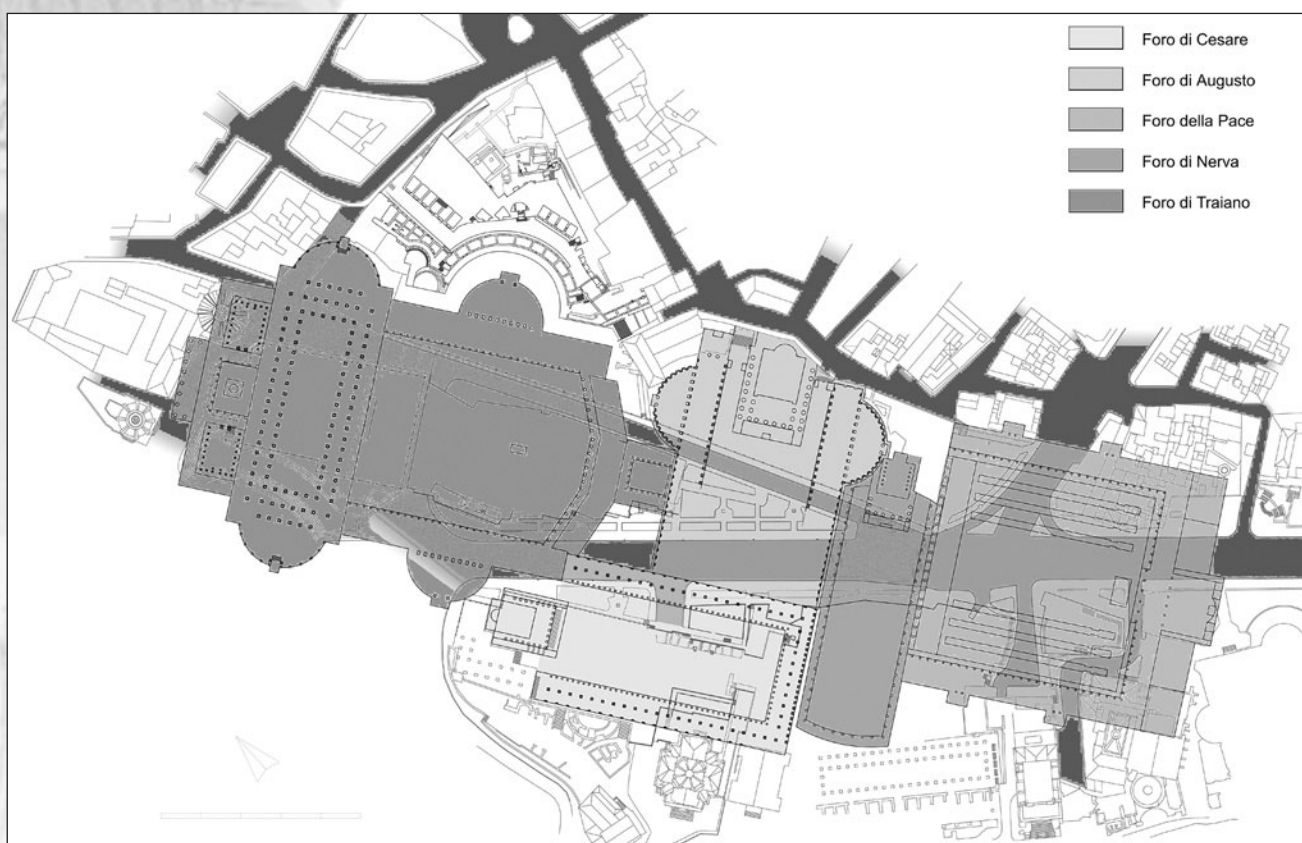 Foro di Cesare
Foro di Augusto
Foro della Pace
Foro di Nerva
Foro di Traiano